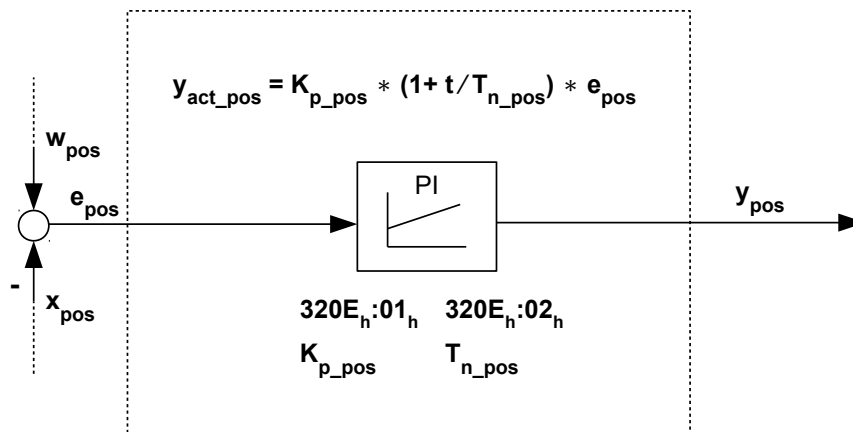 y_act_pos = K_p_pos * (1+ t/T_n_pos) * e_pos
w_pos
e_pos
PI
y_pos
-
x_pos
320E_h:01_h 320E_h:02_h
K_p_pos T_n_pos